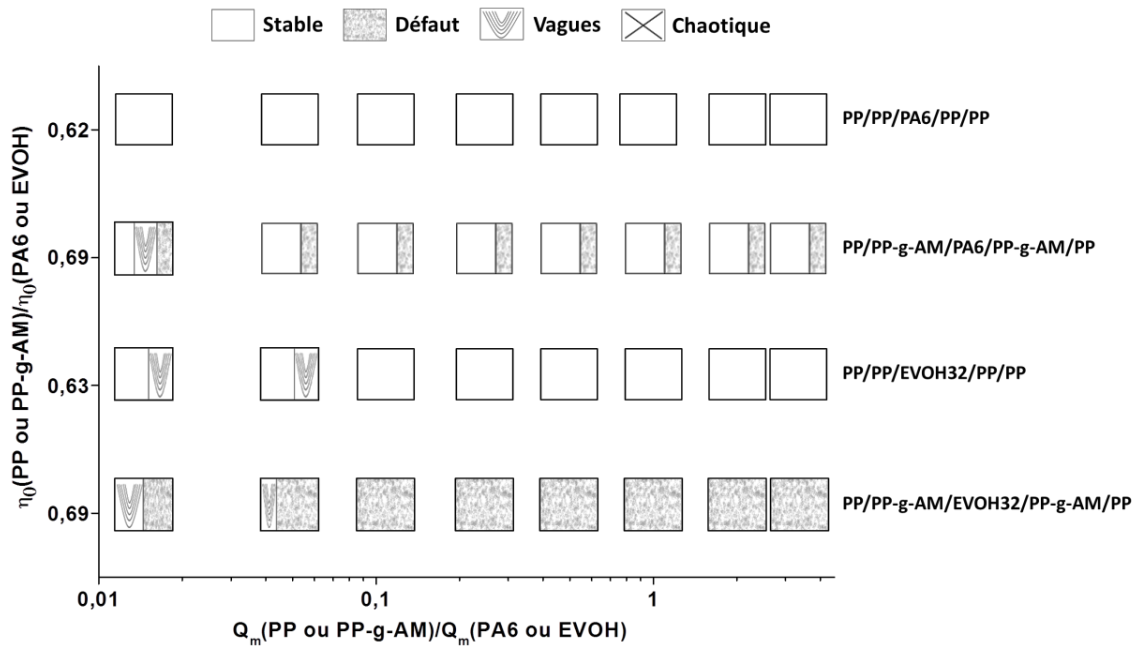 Stable Défaut Vagues Chaotique
η₀(PP ou PP-g-AM)/η₀(PA6 ou EVOH)
0,62
PP/PP/PA6/PP/PP
0,69
PP/PP-g-AM/PA6/PP-g-AM/PP
0,63
PP/PP/EVOH32/PP/PP
0,69
PP/PP-g-AM/EVOH32/PP-g-AM/PP
0,01 0,1 1
Qₘ(PP ou PP-g-AM)/Qₘ(PA6 ou EVOH)